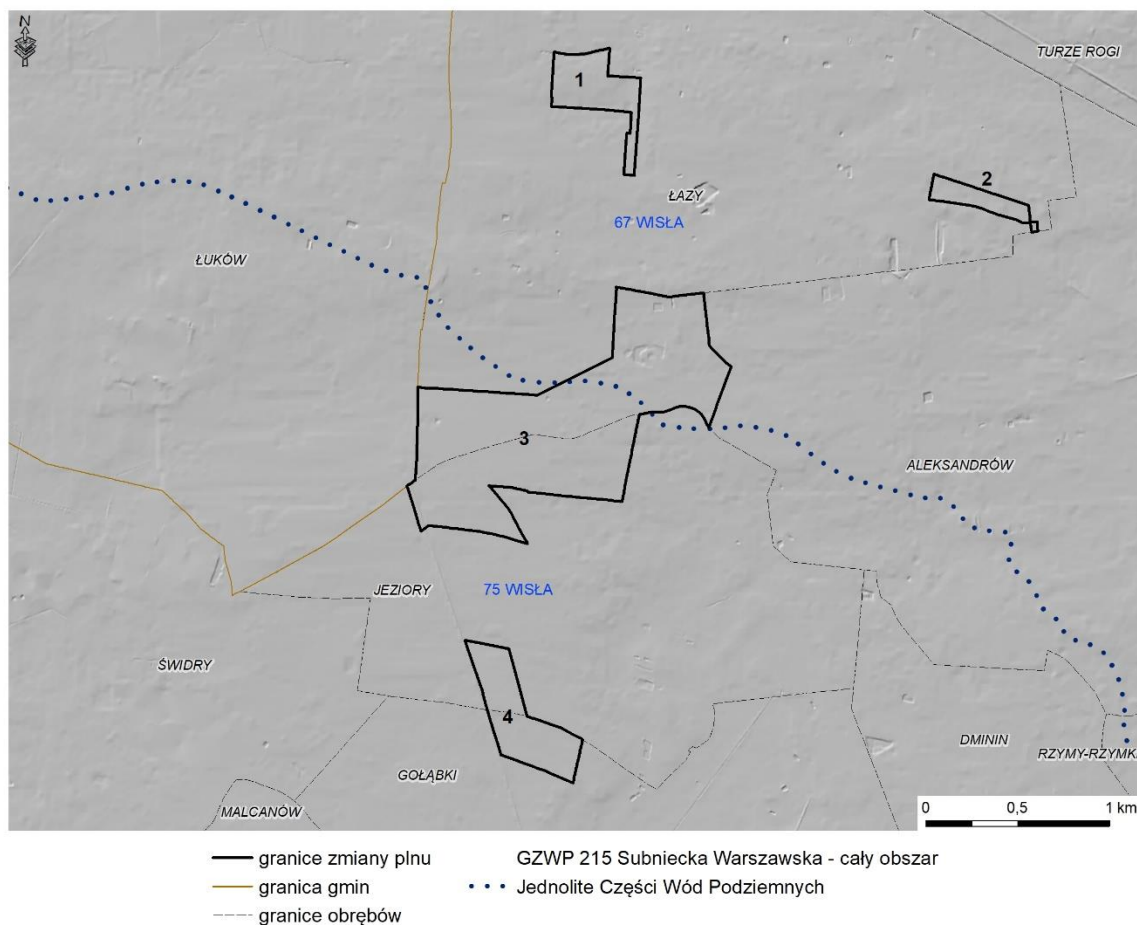 N
TURZE ROGI
1
2
ŁAZY
67 WISŁA
ŁUKÓW
3
ALEKSANDRÓW
JEZIORY
75 WISŁA
ŚWIDRY
4
DMININ
RZYMY-RZYMKI
GOŁĄBKI
MALCANÓW
0 0,5 1 km
granice zmiany plnu
GZWP 215 Subniecka Warszawska - cały obszar
granica gmin
Jednolite Części Wód Podziemnych
granice obrębów